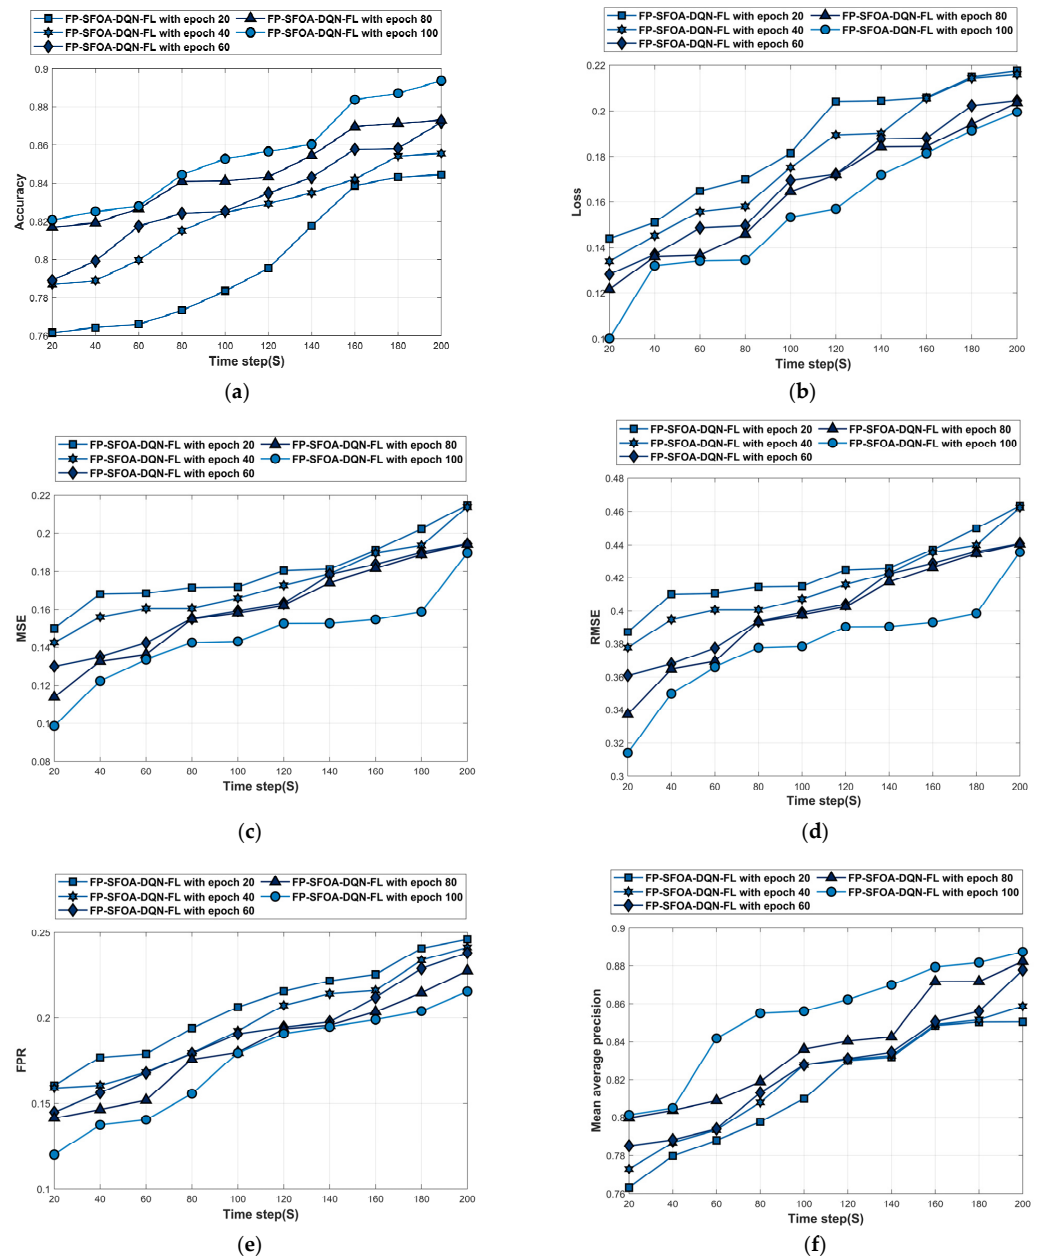 FP-SFOA-DQN-FL with epoch 20
FP-SFOA-DQN-FL with epoch 80
FP-SFOA-DQN-FL with epoch 40
FP-SFOA-DQN-FL with epoch 100
FP-SFOA-DQN-FL with epoch 60
0.9
0.88
0.86
0.84
0.82
0.8
0.78
0.76
Accuracy
20 40 60 80 100 120 140 160 180 200
Time step(S)
(a)
FP-SFOA-DQN-FL with epoch 20
FP-SFOA-DQN-FL with epoch 80
FP-SFOA-DQN-FL with epoch 40
FP-SFOA-DQN-FL with epoch 100
FP-SFOA-DQN-FL with epoch 60
0.22
0.2
0.18
0.16
0.14
0.12
0.1
Loss
20 40 60 80 100 120 140 160 180 200
Time step(S)
(b)
FP-SFOA-DQN-FL with epoch 20
FP-SFOA-DQN-FL with epoch 80
FP-SFOA-DQN-FL with epoch 40
FP-SFOA-DQN-FL with epoch 100
FP-SFOA-DQN-FL with epoch 60
0.22
0.2
0.18
0.16
0.14
0.12
0.1
0.08
MSE
20 40 60 80 100 120 140 160 180 200
Time step(S)
(c)
FP-SFOA-DQN-FL with epoch 20
FP-SFOA-DQN-FL with epoch 80
FP-SFOA-DQN-FL with epoch 40
FP-SFOA-DQN-FL with epoch 100
FP-SFOA-DQN-FL with epoch 60
0.48
0.46
0.44
0.42
0.4
0.38
0.36
0.34
0.32
0.3
RMSE
20 40 60 80 100 120 140 160 180 200
Time step(S)
(d)
FP-SFOA-DQN-FL with epoch 20
FP-SFOA-DQN-FL with epoch 80
FP-SFOA-DQN-FL with epoch 40
FP-SFOA-DQN-FL with epoch 100
FP-SFOA-DQN-FL with epoch 60
0.25
0.2
0.15
0.1
FPR
20 40 60 80 100 120 140 160 180 200
Time step(S)
(e)
FP-SFOA-DQN-FL with epoch 20
FP-SFOA-DQN-FL with epoch 80
FP-SFOA-DQN-FL with epoch 40
FP-SFOA-DQN-FL with epoch 100
FP-SFOA-DQN-FL with epoch 60
0.9
0.88
0.86
0.84
0.82
0.8
0.78
0.76
Mean average precision
20 40 60 80 100 120 140 160 180 200
Time step(S)
(f)